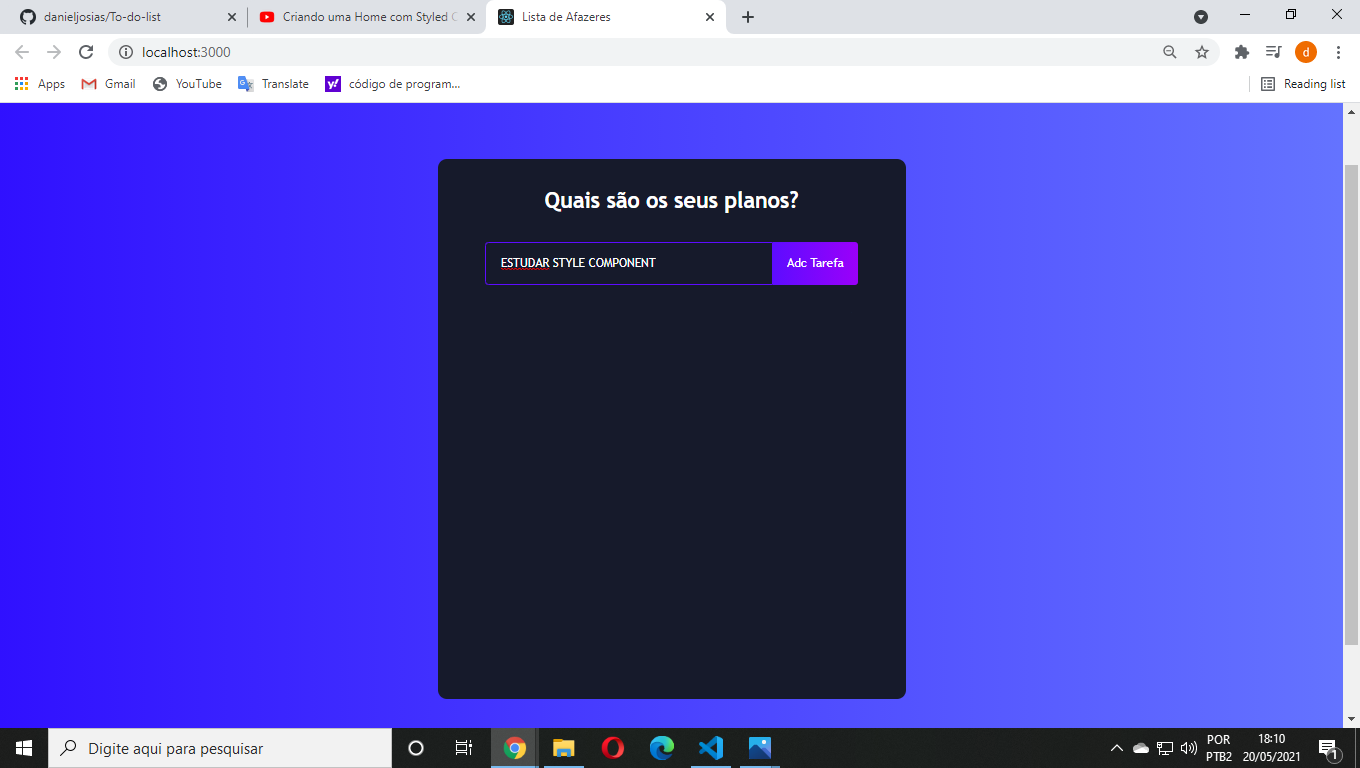 danieljosias/To-do-list
Criando uma Home com Styled C
Lista de Afazeres
localhost:3000
d
Apps
Gmail
YouTube
Translate
y!
código de program...
Reading list
Quais são os seus planos?
ESTUDAR STYLE COMPONENT
Adc Tarefa
Digite aqui para pesquisar
POR
PTB2
18:10
20/05/2021
1